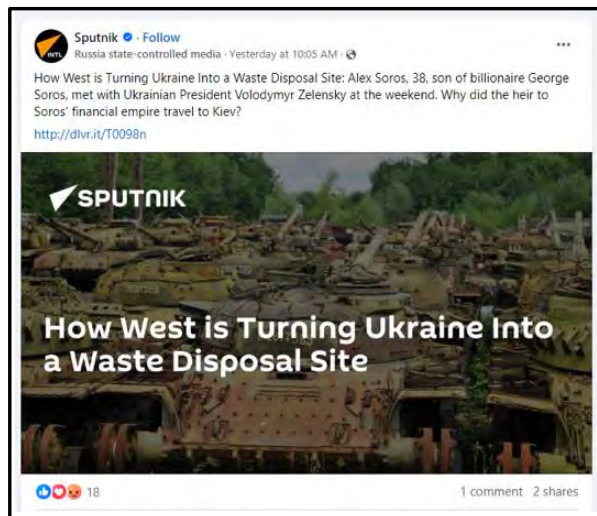 Sputnik · Follow
INTL
Russia state-controlled media · Yesterday at 10:05 AM ·
How West is Turning Ukraine Into a Waste Disposal Site: Alex Soros, 38, son of billionaire George
Soros, met with Ukrainian President Volodymyr Zelensky at the weekend. Why did the heir to
Soros' financial empire travel to Kiev?
http://dlvr.it/T0098n
SPUTNIK
How West is Turning Ukraine Into
a Waste Disposal Site
18
1 comment 2 shares